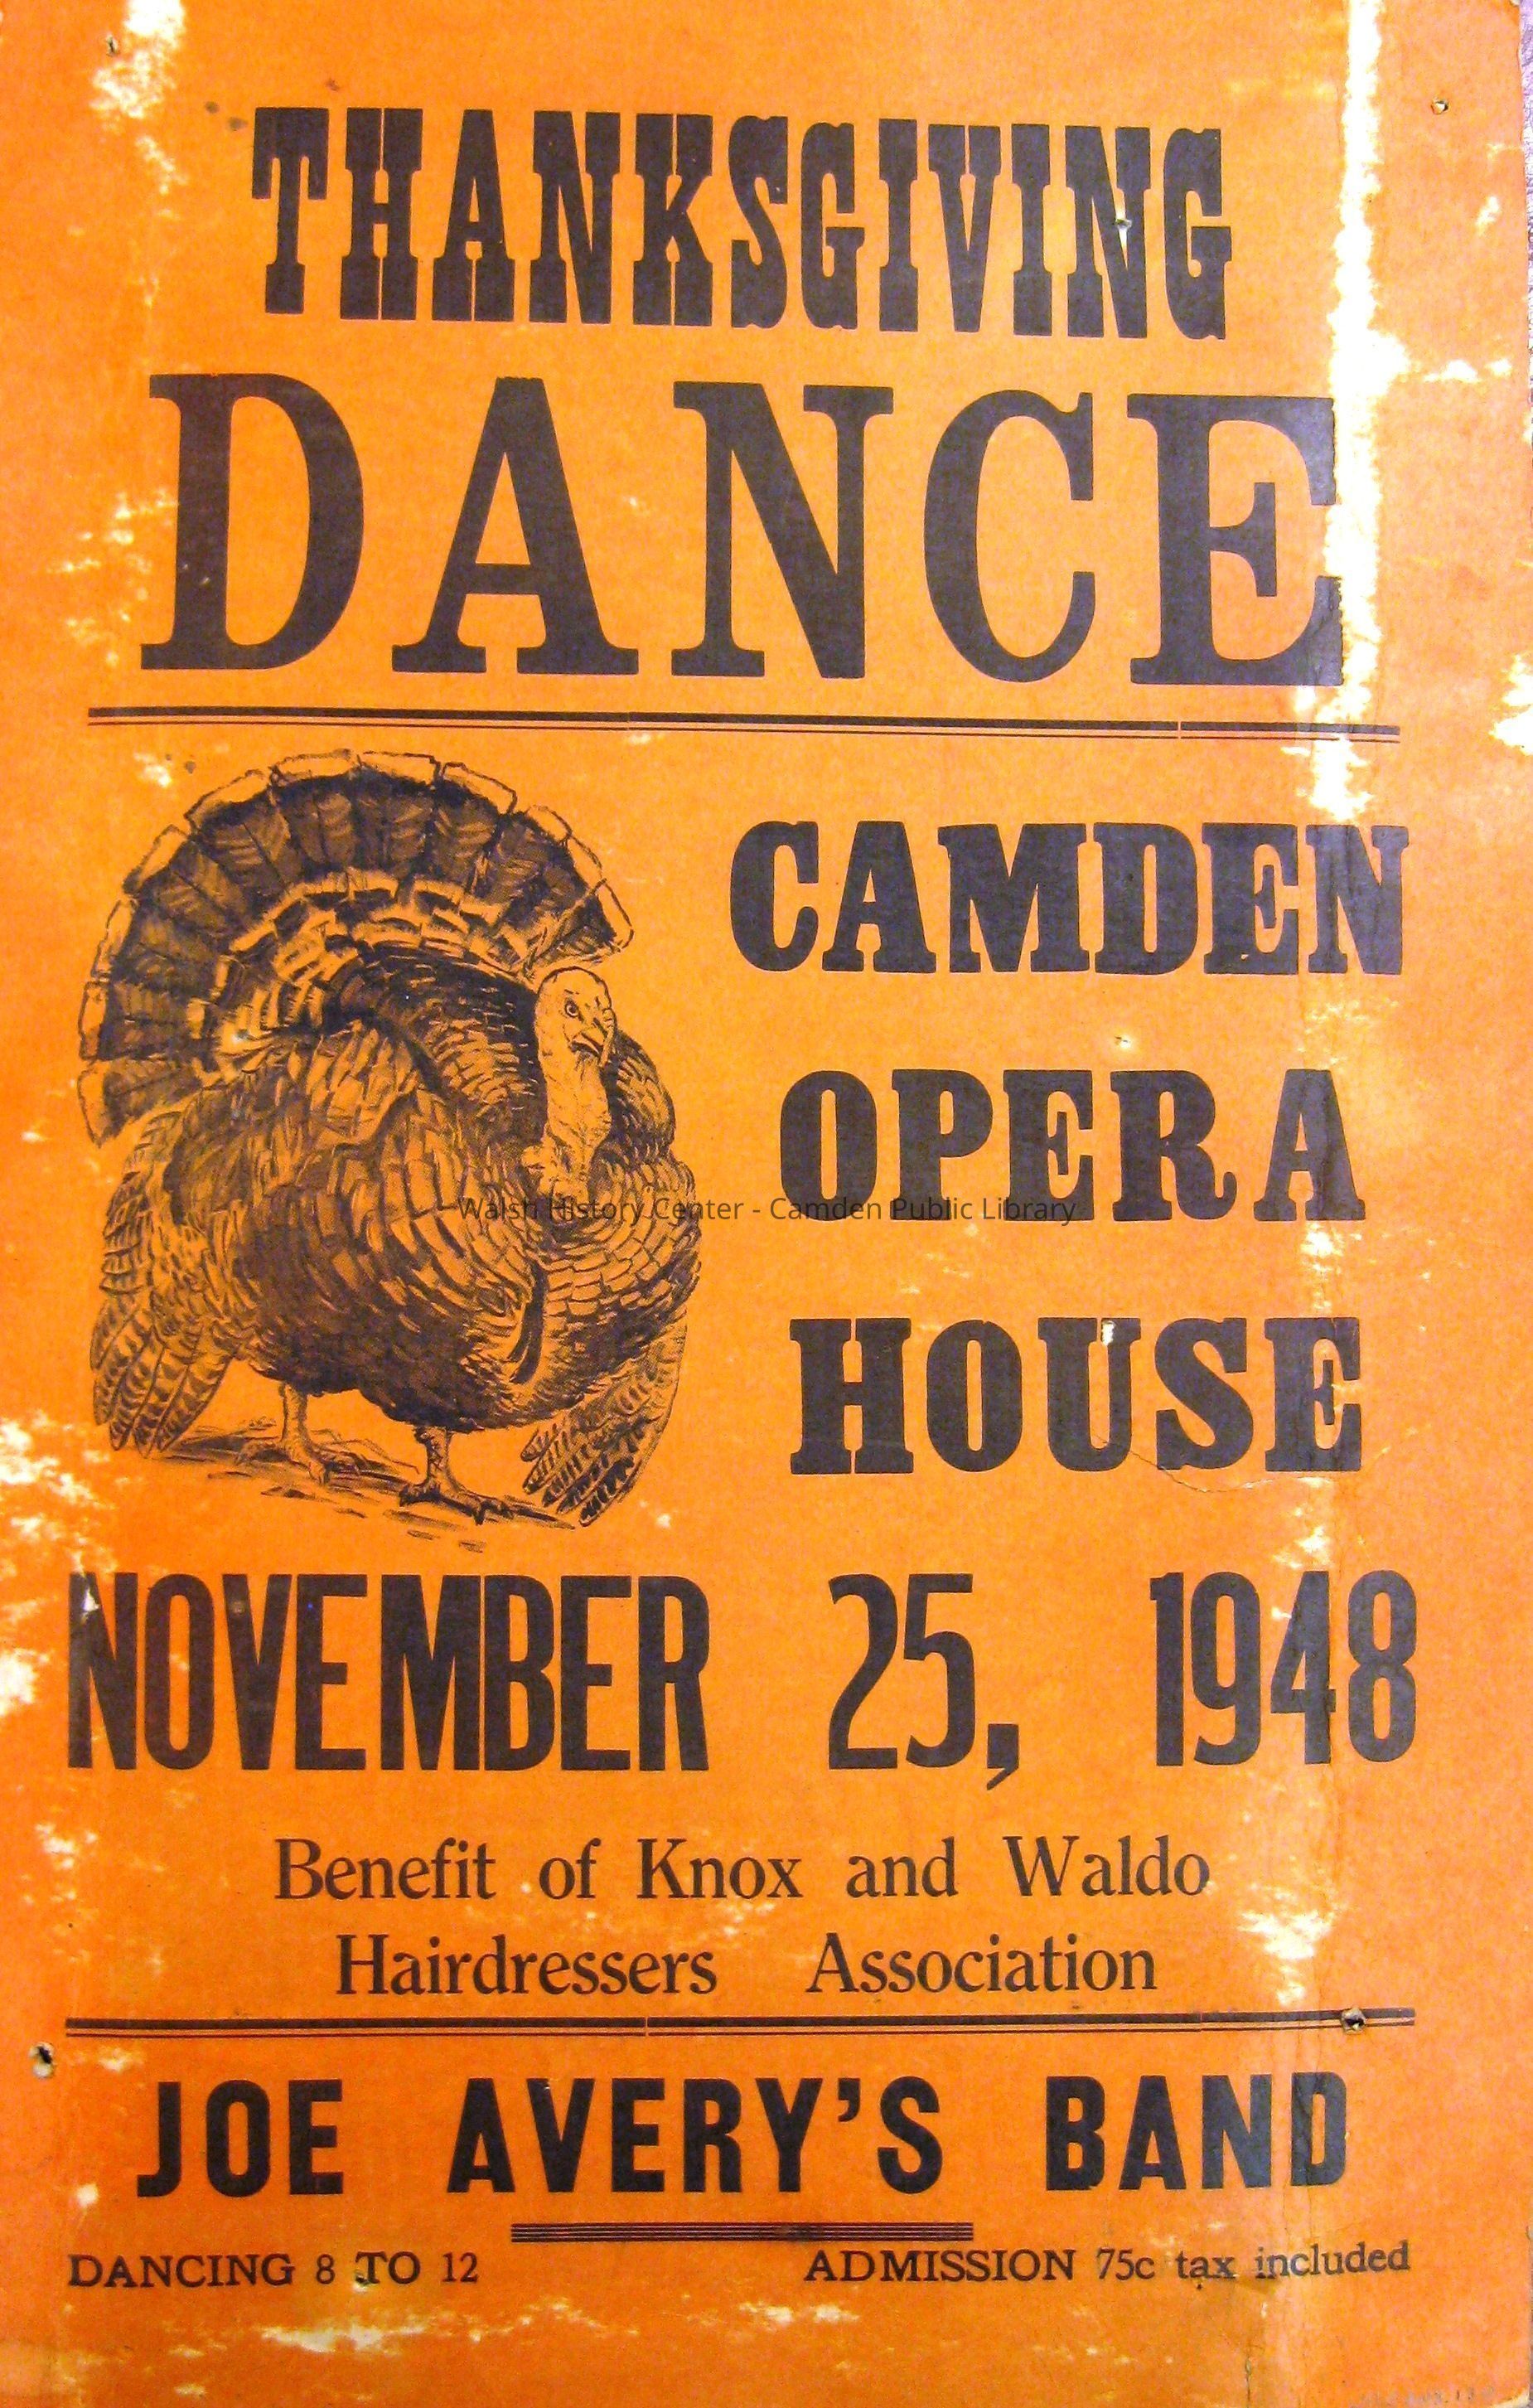 THANKSGIVING
DANCE
CAMDEN
OPERA
Walsh History Center - Camden Public Library
HOUSE
NOVEMBER 25, 1948
Benefit of Knox and Waldo
Hairdressers Association
JOE AVERY'S BAND
DANCING 8 TO 12 ADMISSION 75c tax included